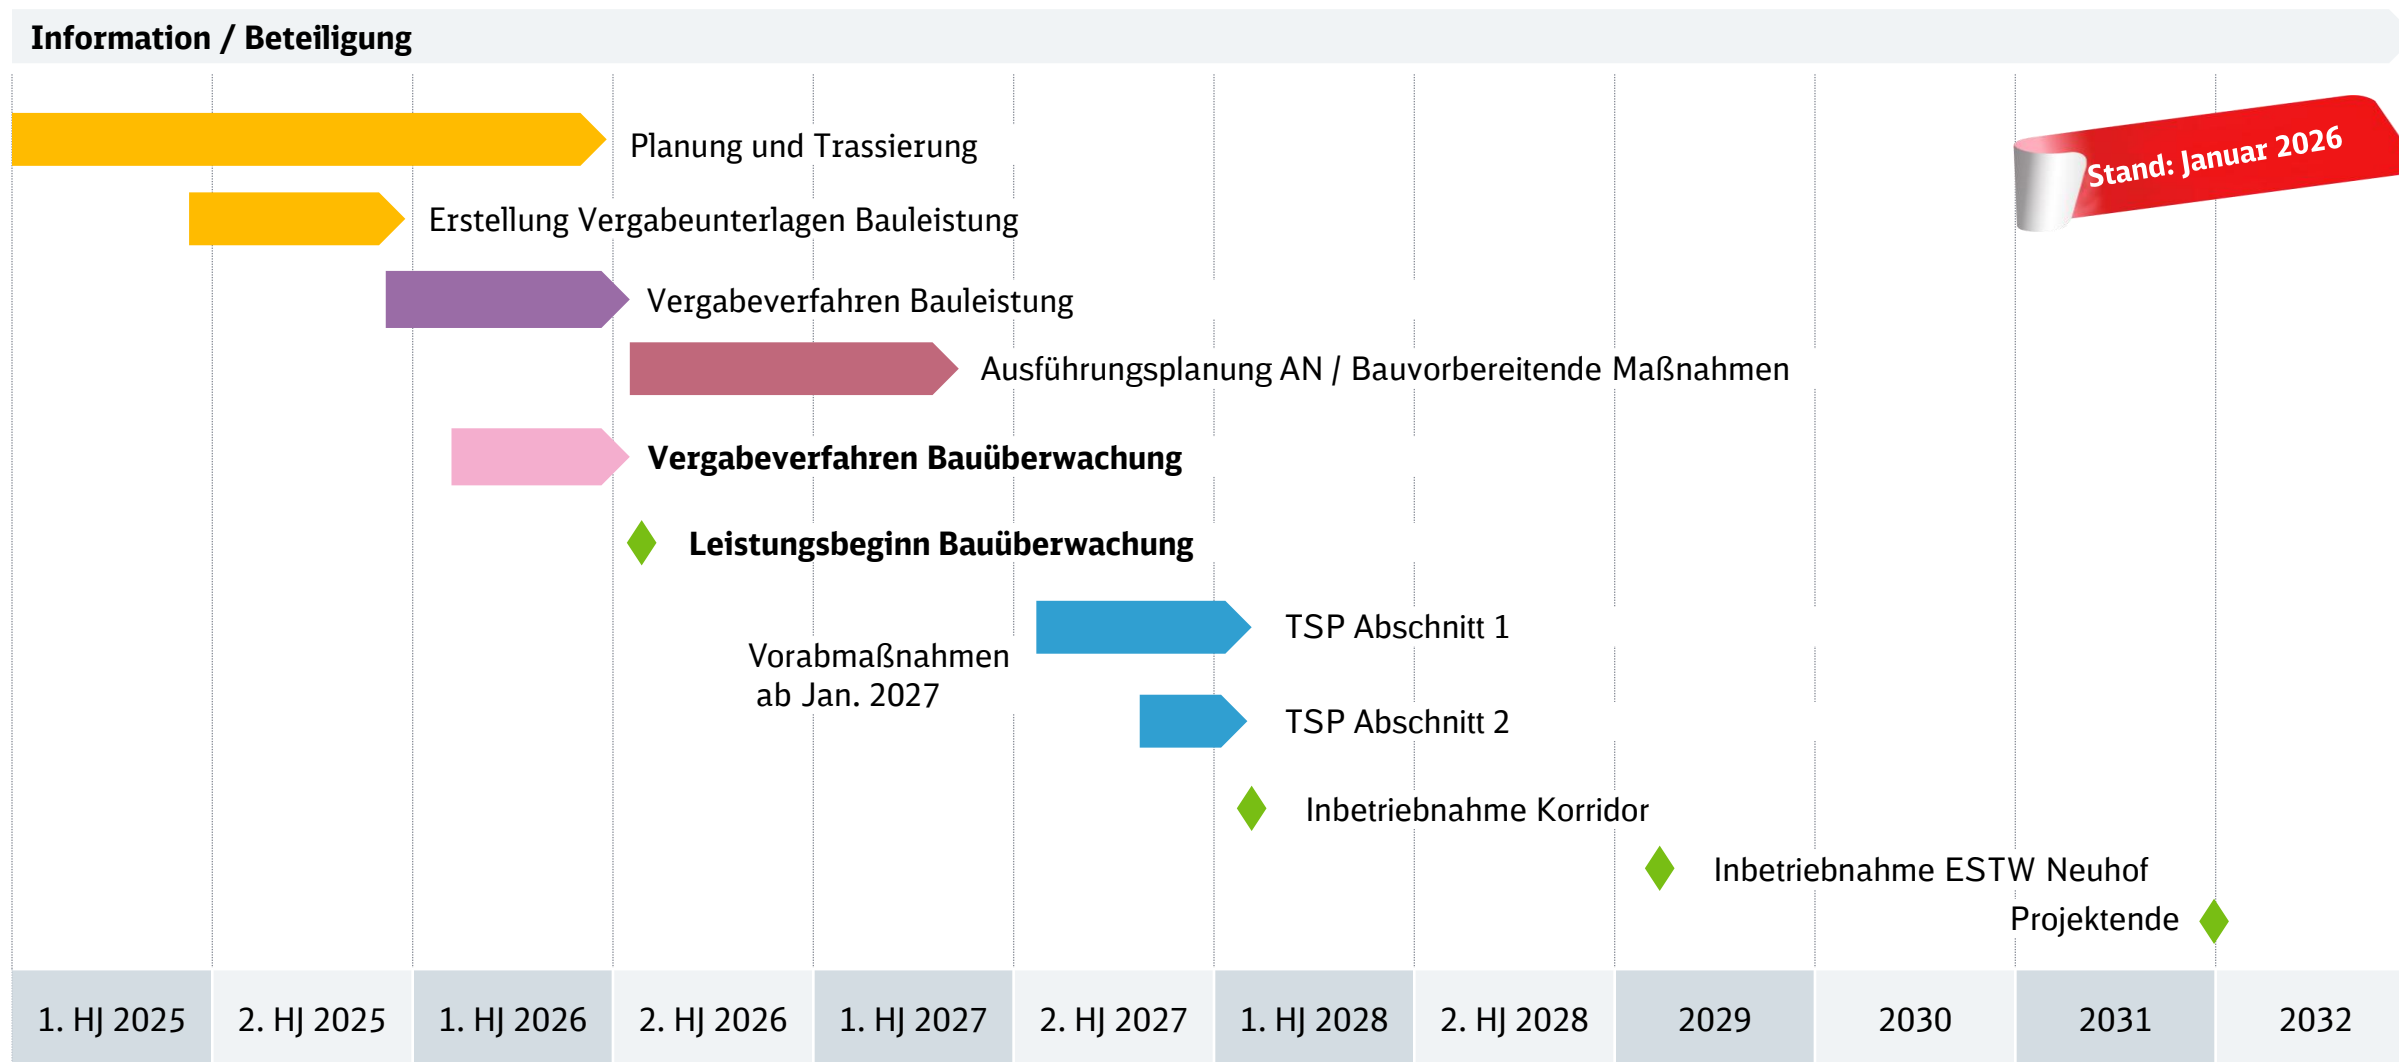 Information / Beteiligung
Planung und Trassierung
Stand: Januar 2026
Erstellung Vergabeunterlagen Bauleistung
Vergabeverfahren Bauleistung
Ausführungsplanung AN / Bauvorbereitende Maßnahmen
Vergabeverfahren Bauüberwachung
Leistungsbeginn Bauüberwachung
TSP Abschnitt 1
Vorabmaßnahmen
ab Jan. 2027
TSP Abschnitt 2
Inbetriebnahme Korridor
Inbetriebnahme ESTW Neuhof
Projektende
1. HJ 2025 2. HJ 2025 1. HJ 2026 2. HJ 2026 1. HJ 2027 2. HJ 2027 1. HJ 2028 2. HJ 2028 2029 2030 2031 2032